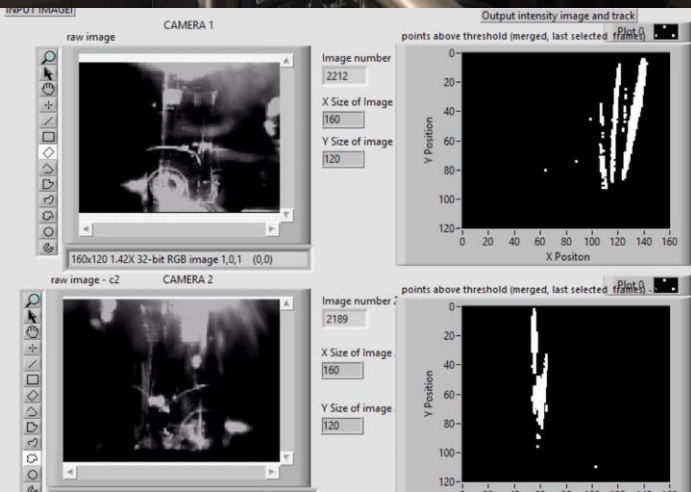 INPUT IMAGE!
CAMERA 1
raw image
Image number
2212
X Size of Image
160
Y Size of image
120
160x120 1.42X 32-bit RGB image 1,0,1 (0,0)
Output intensity image and track
points above threshold (merged, last selected frames)
Plot 0
Y Position
0
20
40
60
80
100
120
0 20 40 60 80 100 120 140 160
X Positon
raw image - c2
CAMERA 2
Image number 2
2189
X Size of Image
160
Y Size of image
120
points above threshold (merged, last selected frames) -
Plot 0
Y Position
0
20
40
60
80
100
120